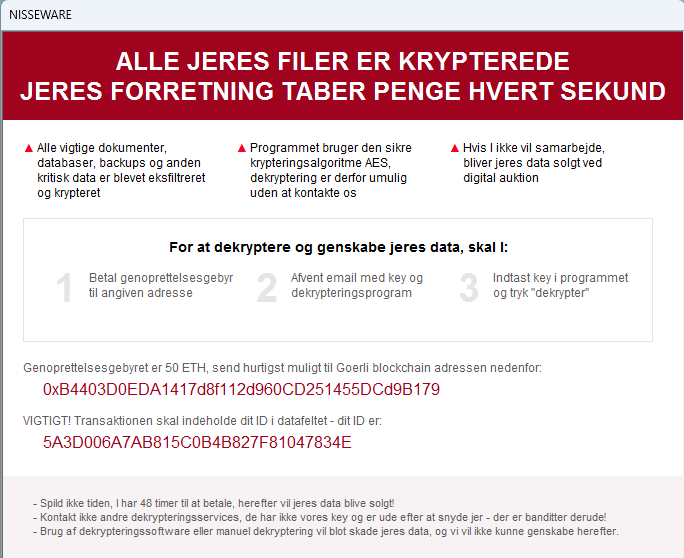 NISSEWARE
ALLE JERES FILER ER KRYPTEREDE
JERES FORRETNING TABER PENGE HVERT SEKUND
Alle vigtige dokumenter,
databaser, backups og anden
kritisk data er blevet eksfiltreret
og krypteret
Programmet bruger den sikre
krypteringsalgoritme AES,
dekryptering er derfor umulig
uden at kontakte os
Hvis I ikke vil samarbejde,
bliver jeres data solgt ved
digital auktion
For at dekryptere og genskabe jeres data, skal I:
1 Betal genoprettelsesgebyr
til angiven adresse
2 Afvent email med key og
dekrypteringsprogram
3 Indtast key i programmet
og tryk "dekrypter"
Genoprettelsesgebyret er 50 ETH, send hurtigst muligt til Goerli blockchain adressen nedenfor:
0xB4403D0EDA1417d8f112d960CD251455DCd9B179
VIGTIGT! Transaktionen skal indeholde dit ID i datafeltet - dit ID er:
5A3D006A7AB815C0B4B827F81047834E
- Spild ikke tiden, I har 48 timer til at betale, herefter vil jeres data blive solgt!
- Kontakt ikke andre dekrypteringsservices, de har ikke vores key og er ude efter at snyde jer - der er banditter derude!
- Brug af dekrypteringssoftware eller manuel dekryptering vil blot skade jeres data, og vi vil ikke kunne genskabe herefter.